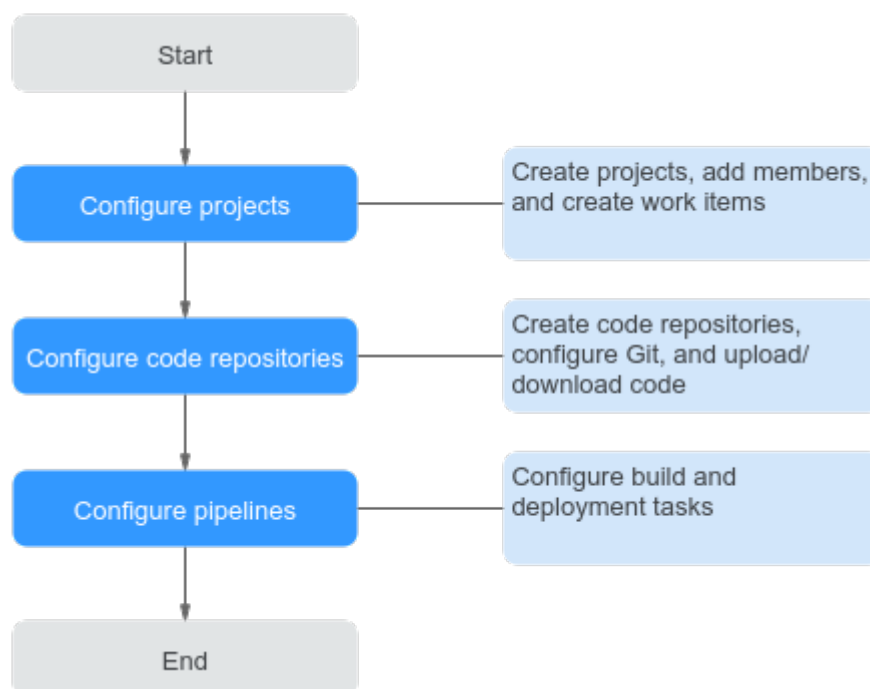 Start
Configure projects
Create projects, add members,
and create work items
Configure code repositories
Create code repositories,
configure Git, and upload/
download code
Configure pipelines
Configure build and
deployment tasks
End